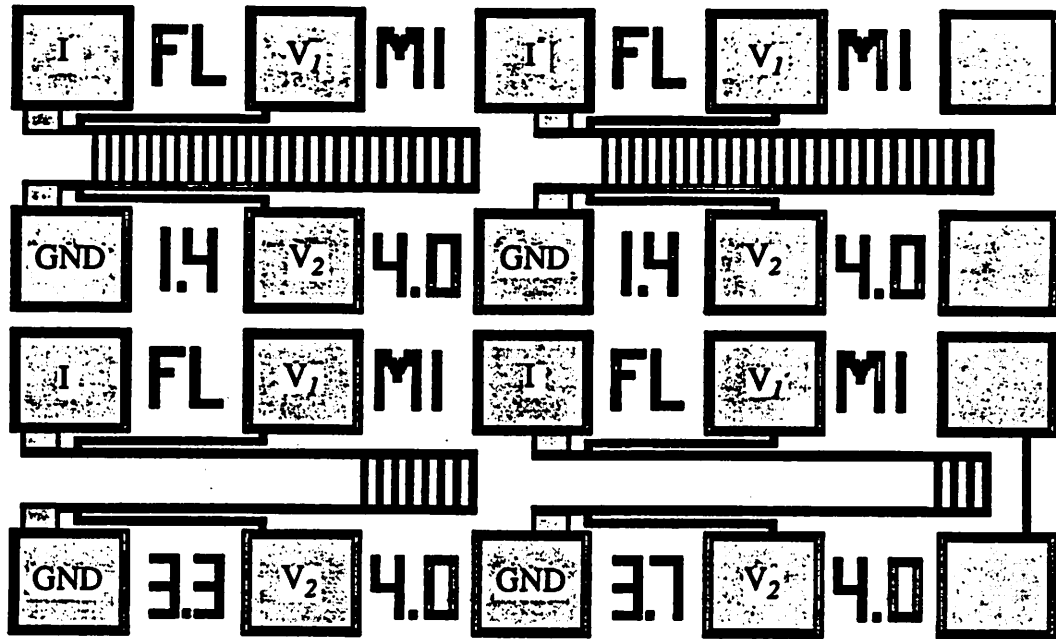 I FL V1 MI I FL V1 MI
GND 1.4 V2 4.0 GND 1.4 V2 4.0
I FL V1 MI I FL V1 MI
GND 3.3 V2 4.0 GND 3.7 V2 4.0